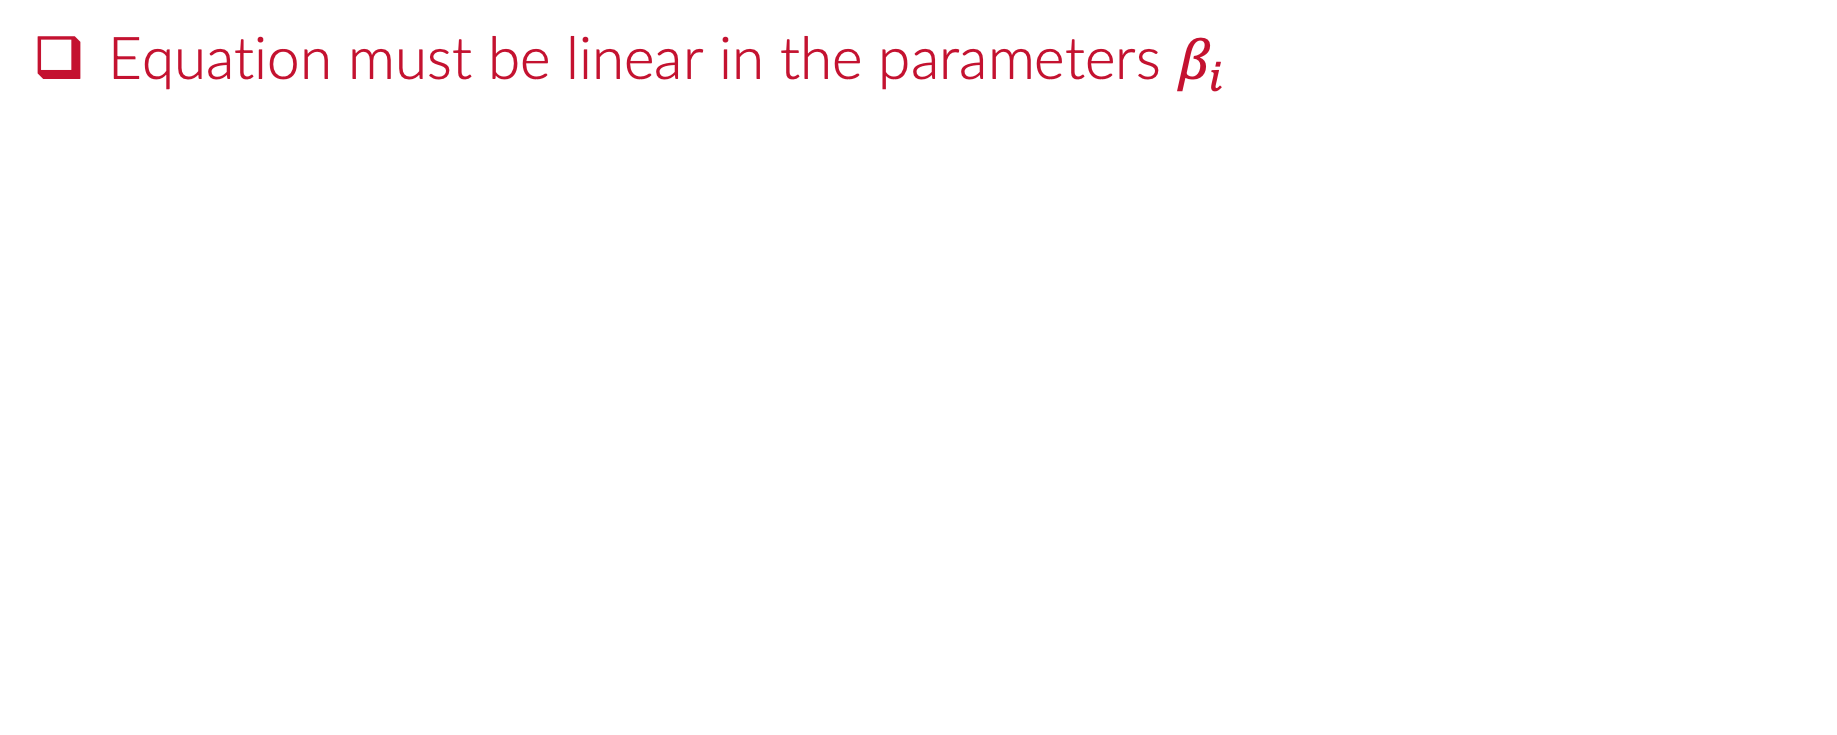 ❑ Equation must be linear in the parameters βᵢ